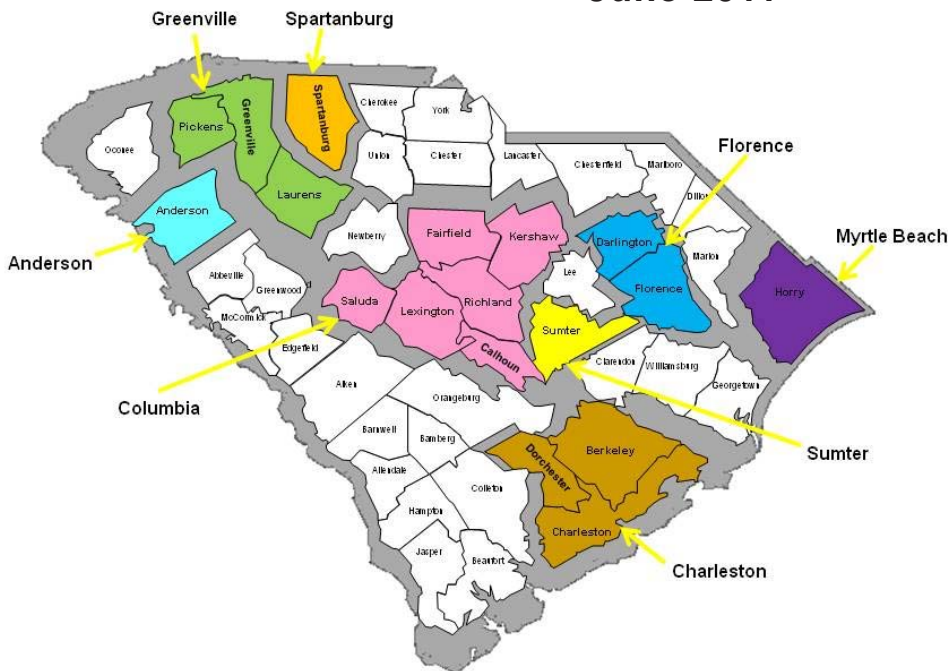 Greenville
Spartanburg
Cherokee
York
Spartanburg
Greenville
Pickens
Oconee
Union
Chester
Lancaster
Chesterfield
Marlboro
Florence
Dillon
Laurens
Anderson
Newberry
Fairfield
Kershaw
Darlington
Marion
Myrtle Beach
Anderson
Abbeville
Greenwood
Lee
Florence
Horry
Saluda
Lexington
Richland
McCormick
Sumter
Edgefield
Calhoun
Clarendon
Williamsburg
Georgetown
Columbia
Aiken
Orangeburg
Barnwell
Bamberg
Dorchester
Berkeley
Sumter
Allendale
Colleton
Hampton
Charleston
Jasper
Beaufort
Charleston